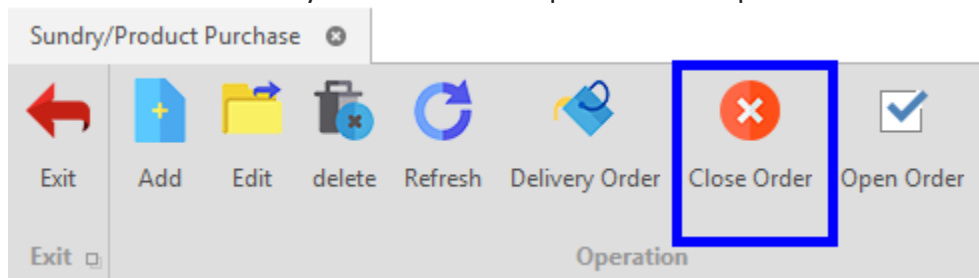 Sundry/Product Purchase
Exit Add Edit delete Refresh Delivery Order Close Order Open Order
Exit Operation